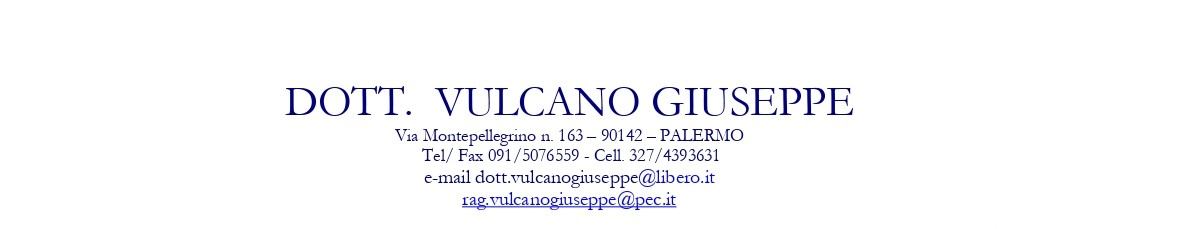 DOTT. VULCANO GIUSEPPE
Via Montepellegrino n. 163 – 90142 – PALERMO
Tel/ Fax 091/5076559 - Cell. 327/4393631
e-mail dott.vulcanogiuseppe@libero.it
rag.vulcanogiuseppe@pec.it